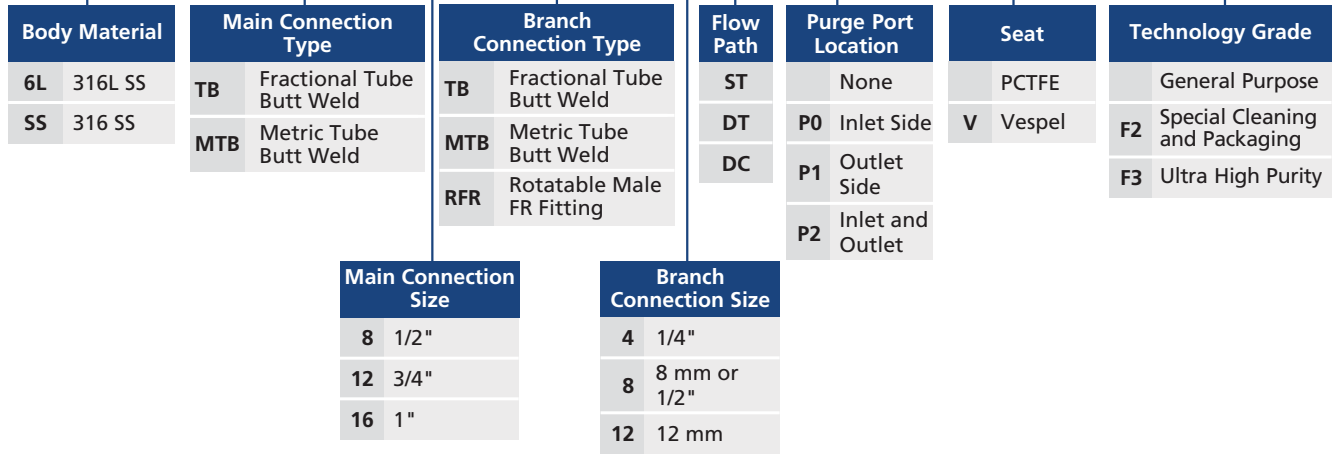 Body Material
6L 316L SS
SS 316 SS
Main Connection
Type
TB Fractional Tube
Butt Weld
MTB Metric Tube
Butt Weld
Main Connection
Size
8 1/2"
12 3/4"
16 1"
Branch
Connection Type
TB Fractional Tube
Butt Weld
MTB Metric Tube
Butt Weld
RFR Rotatable Male
FR Fitting
Branch
Connection Size
4 1/4"
8 8 mm or
1/2"
12 12 mm
Flow
Path
ST
DT
DC
Purge Port
Location
None
P0 Inlet Side
P1 Outlet
Side
P2 Inlet and
Outlet
Seat
PCTFE
V Vespel
Technology Grade
General Purpose
F2 Special Cleaning
and Packaging
F3 Ultra High Purity